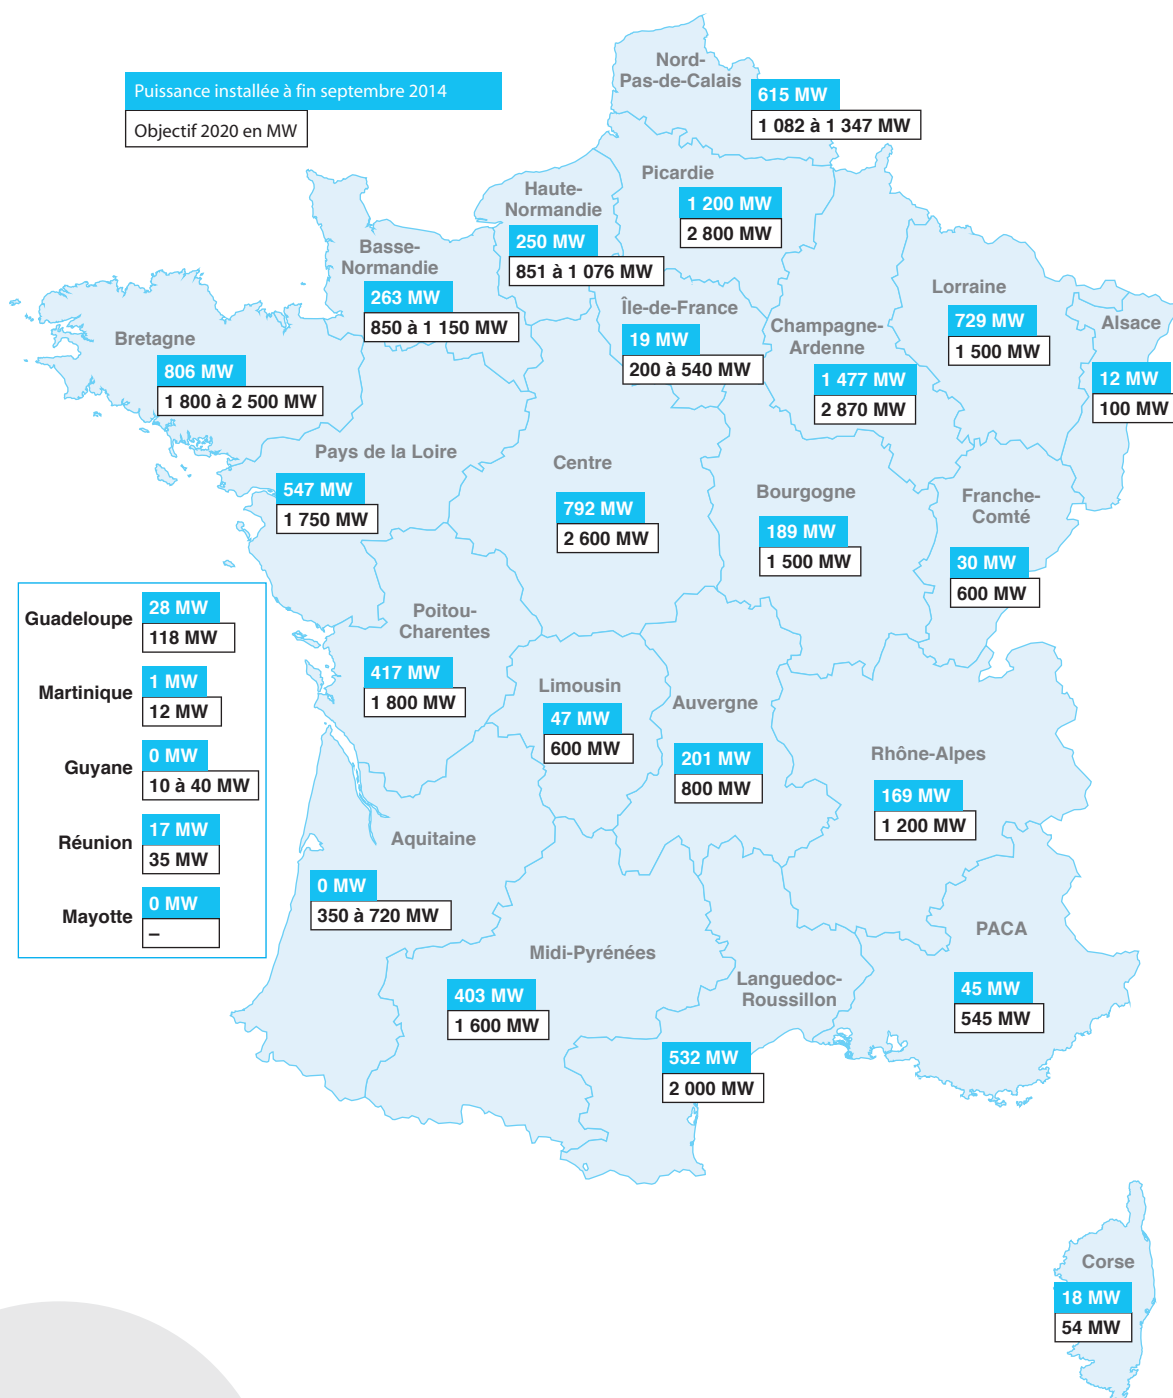 Puissance installée à fin septembre 2014
Objectif 2020 en MW
Nord-
Pas-de-Calais
615 MW
1 082 à 1 347 MW
Picardie
1 200 MW
2 800 MW
Haute-
Normandie
250 MW
851 à 1 076 MW
Basse-
Normandie
263 MW
850 à 1 150 MW
Île-de-France
19 MW
200 à 540 MW
Champagne-
Ardenne
1 477 MW
2 870 MW
Lorraine
729 MW
1 500 MW
Alsace
12 MW
100 MW
Bretagne
806 MW
1 800 à 2 500 MW
Pays de la Loire
547 MW
1 750 MW
Centre
792 MW
2 600 MW
Bourgogne
189 MW
1 500 MW
Franche-
Comté
30 MW
600 MW
Guadeloupe
28 MW
118 MW
Martinique
1 MW
12 MW
Guyane
0 MW
10 à 40 MW
Réunion
17 MW
35 MW
Mayotte
0 MW
–
Poitou-
Charentes
417 MW
1 800 MW
Limousin
47 MW
600 MW
Auvergne
201 MW
800 MW
Rhône-Alpes
169 MW
1 200 MW
Aquitaine
0 MW
350 à 720 MW
Midi-Pyrénées
403 MW
1 600 MW
Languedoc-
Roussillon
532 MW
2 000 MW
PACA
45 MW
545 MW
Corse
18 MW
54 MW